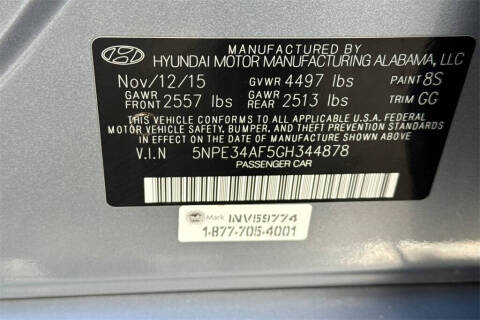 MANUFACTURED BY
HYUNDAI MOTOR MANUFACTURING ALABAMA, LLC
Nov/12/15 GVWR 4497 lbs PAINT 8S
GAWR FRONT 2557 lbs GAWR REAR 2513 lbs TRIM GG
THIS VEHICLE CONFORMS TO ALL APPLICABLE U.S.A FEDERAL
MOTOR VEHICLE SAFETY, BUMPER, AND THEFT PREVENTION STANDARDS
IN EFFECT ON THE DATE OF MANUFACTURE SHOWN ABOVE.
V.I.N 5NPE34AF5GH344878
PASSENGER CAR
Mark INV59774
1-877-705-4001